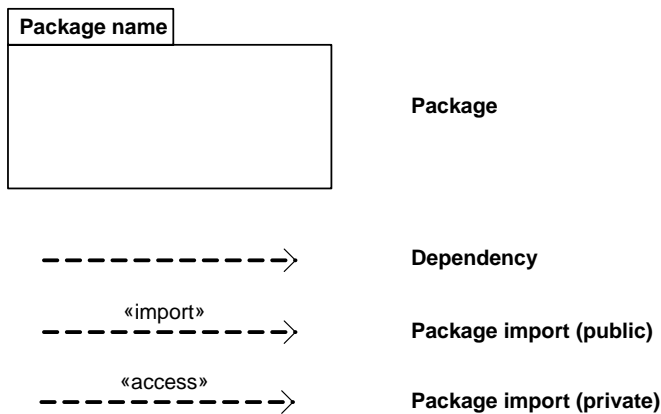 Package name
Package
Dependency
«import»
Package import (public)
«access»
Package import (private)